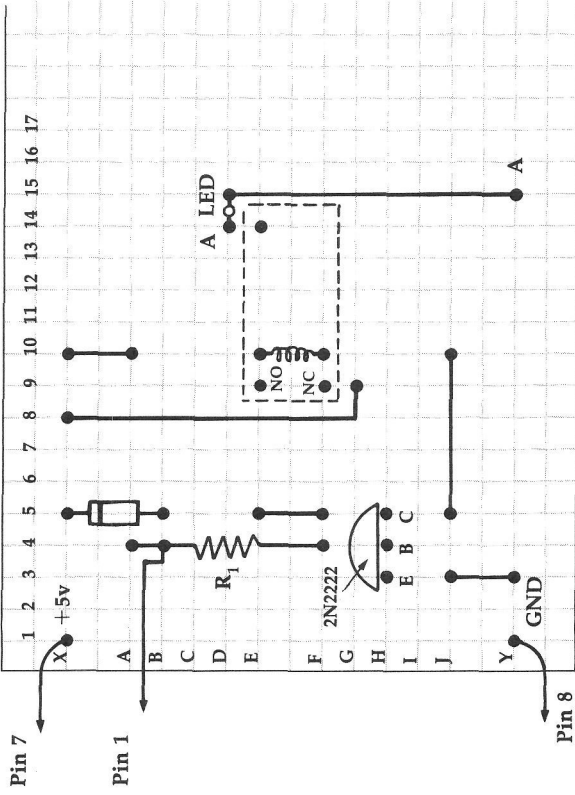 1 2 3 4 5 6 7 8 9 10 11 12 13 14 15 16 17
X
A
B
C
D
E
F
G
H
I
J
Y
+5v
Pin 7
Pin 1
Pin 8
GND
R1
2N2222
E B C
NO
NC
A
LED
A